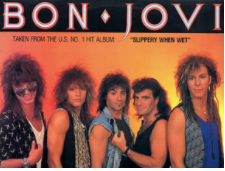 BON ♦ JOVI
TAKEN FROM THE U.S. NO. 1 HIT ALBUM: "SLIPPERY WHEN WET"